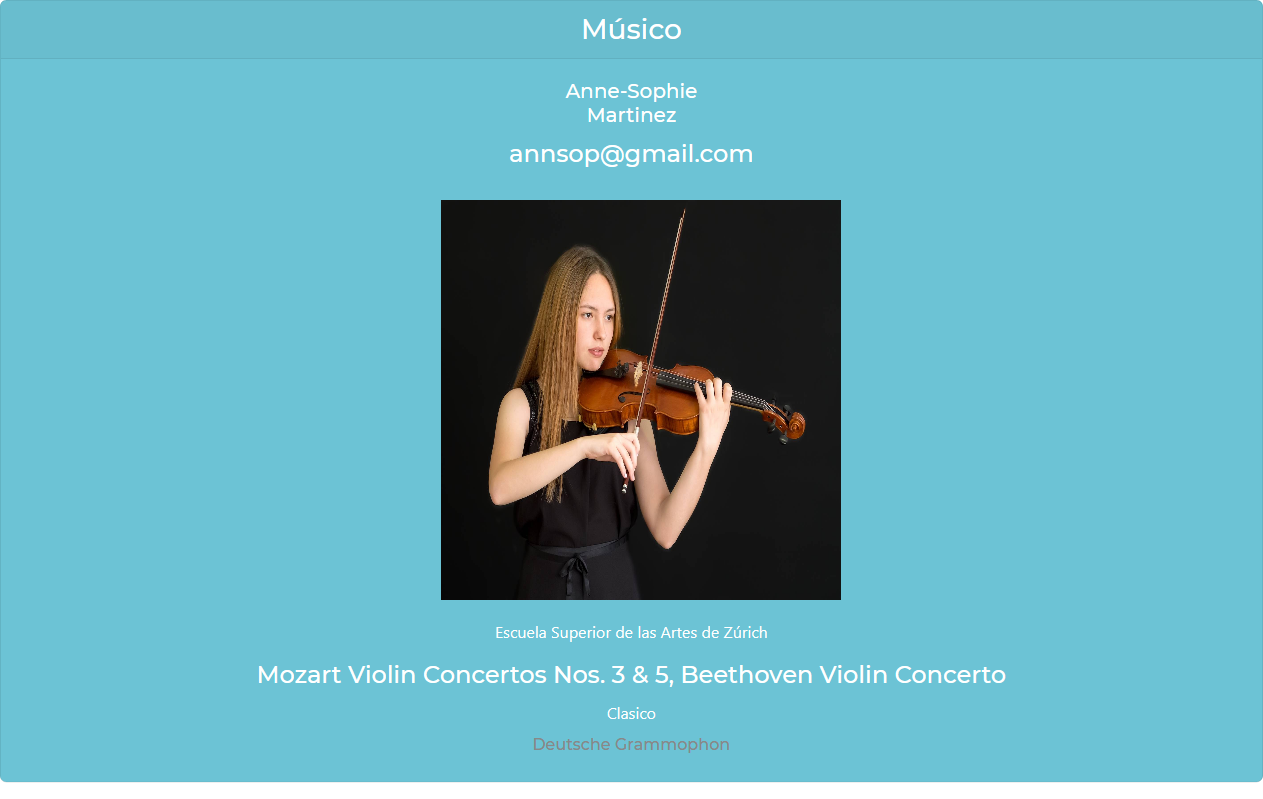 Músico
Anne-Sophie
Martinez
annsop@gmail.com
Escuela Superior de las Artes de Zúrich
Mozart Violin Concertos Nos. 3 & 5, Beethoven Violin Concerto
Clasico
Deutsche Grammophon